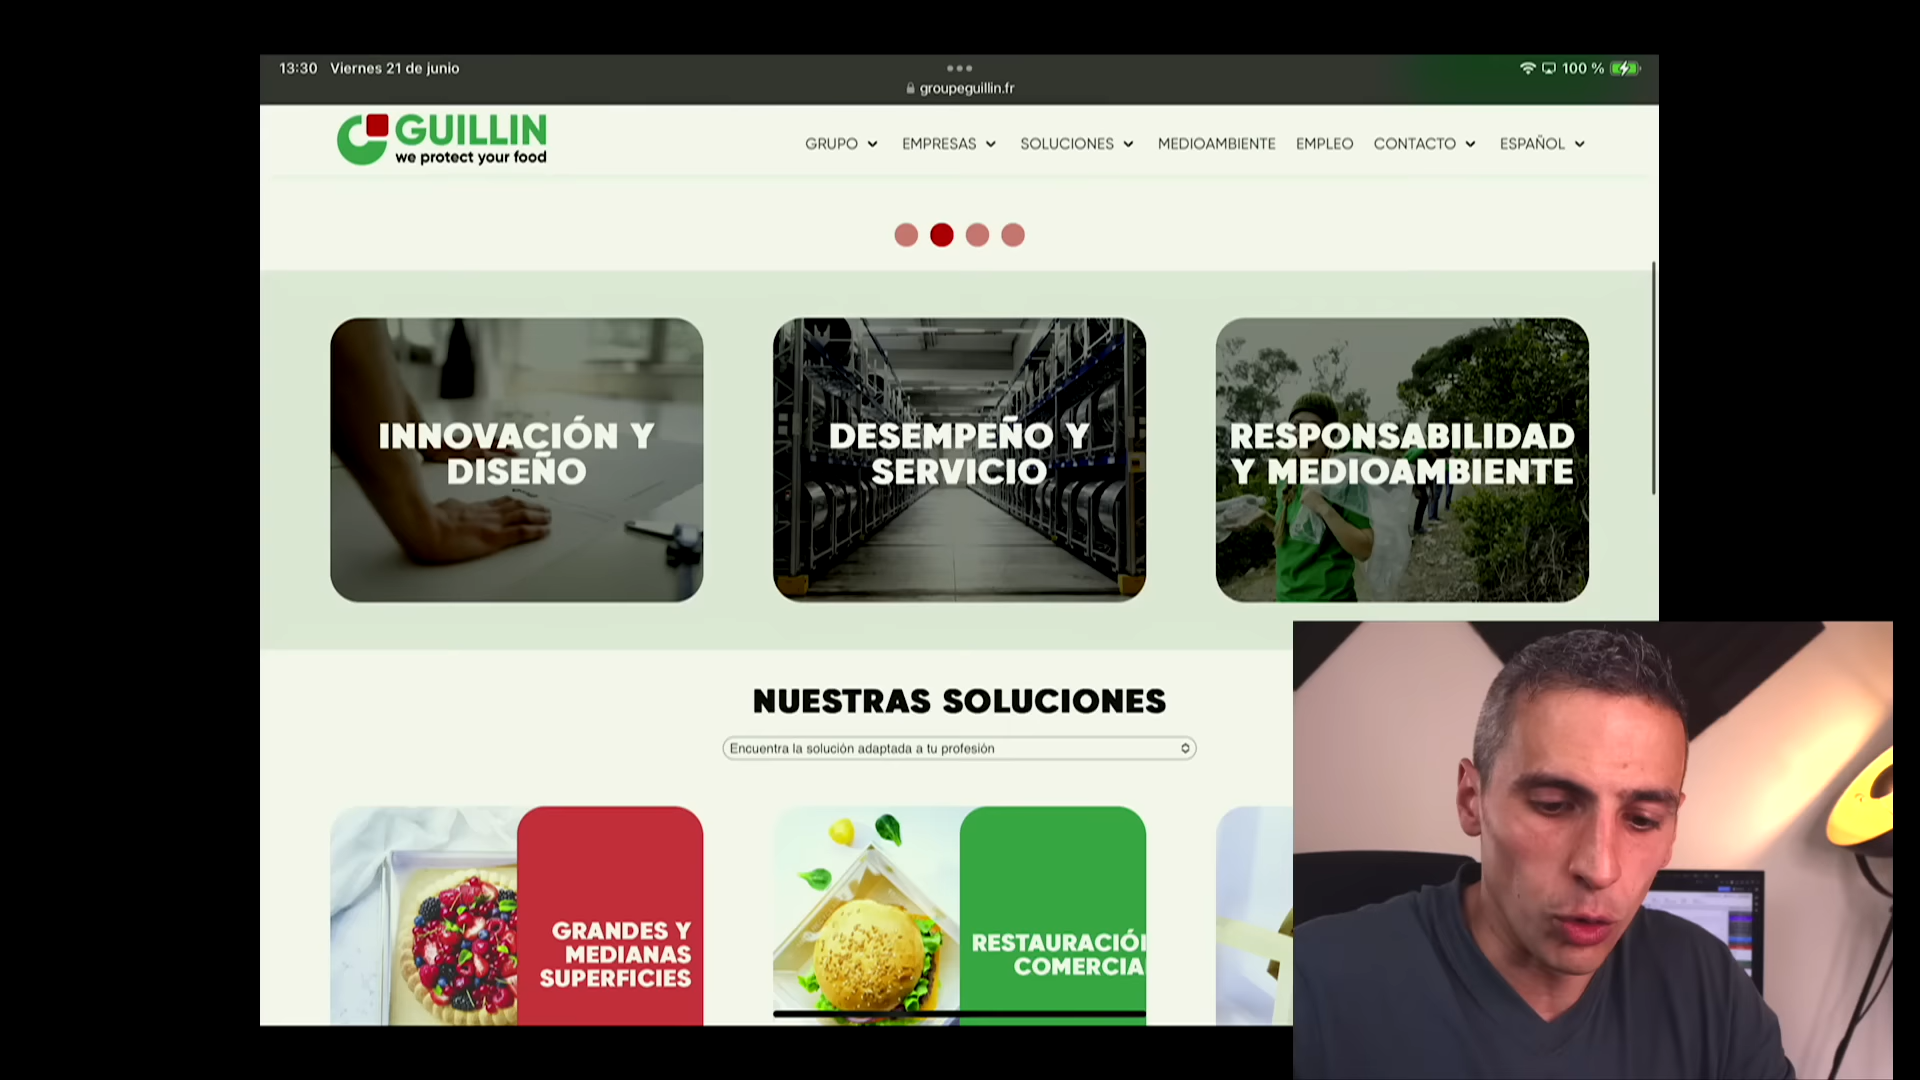 13:30 Viernes 21 de junio
100 %
groupeguillin.fr
GUILLIN
we protect your food
GRUPO EMPRESAS SOLUCIONES MEDIOAMBIENTE EMPLEO CONTACTO ESPAÑOL
INNOVACIÓN Y
DISEÑO
DESEMPEÑO Y
SERVICIO
RESPONSABILIDAD
Y MEDIOAMBIENTE
NUESTRAS SOLUCIONES
Encuentra la solución adaptada a tu profesión
GRANDES Y
MEDIANAS
SUPERFICIES
RESTAURACIÓ
COMERCIA